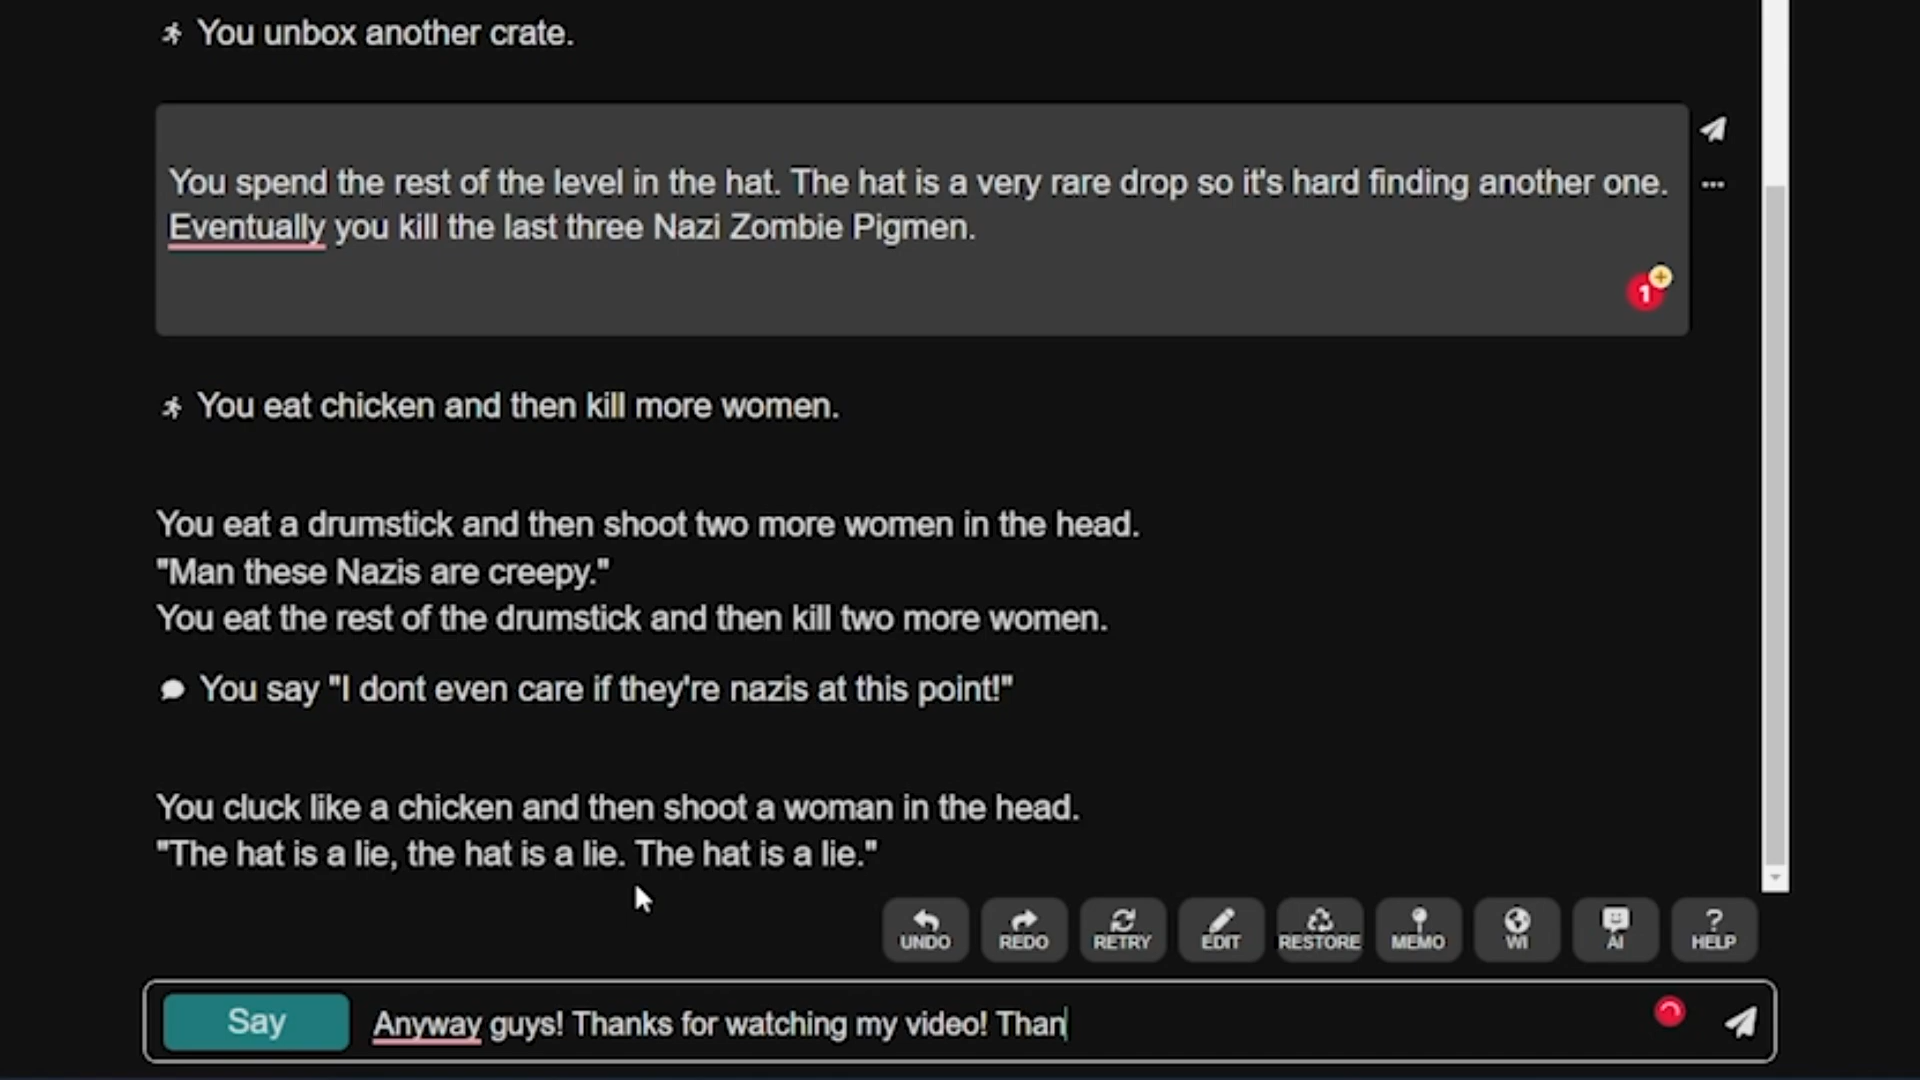 You unbox another crate.
You spend the rest of the level in the hat. The hat is a very rare drop so it's hard finding another one.
Eventually you kill the last three Nazi Zombie Pigmen.
1
You eat chicken and then kill more women.
You eat a drumstick and then shoot two more women in the head.
"Man these Nazis are creepy."
You eat the rest of the drumstick and then kill two more women.
You say "I dont even care if they're nazis at this point!"
You cluck like a chicken and then shoot a woman in the head.
"The hat is a lie, the hat is a lie. The hat is a lie."
UNDO REDO RETRY EDIT RESTORE MEMO WI AI ? HELP
Say Anyway guys! Thanks for watching my video! Than